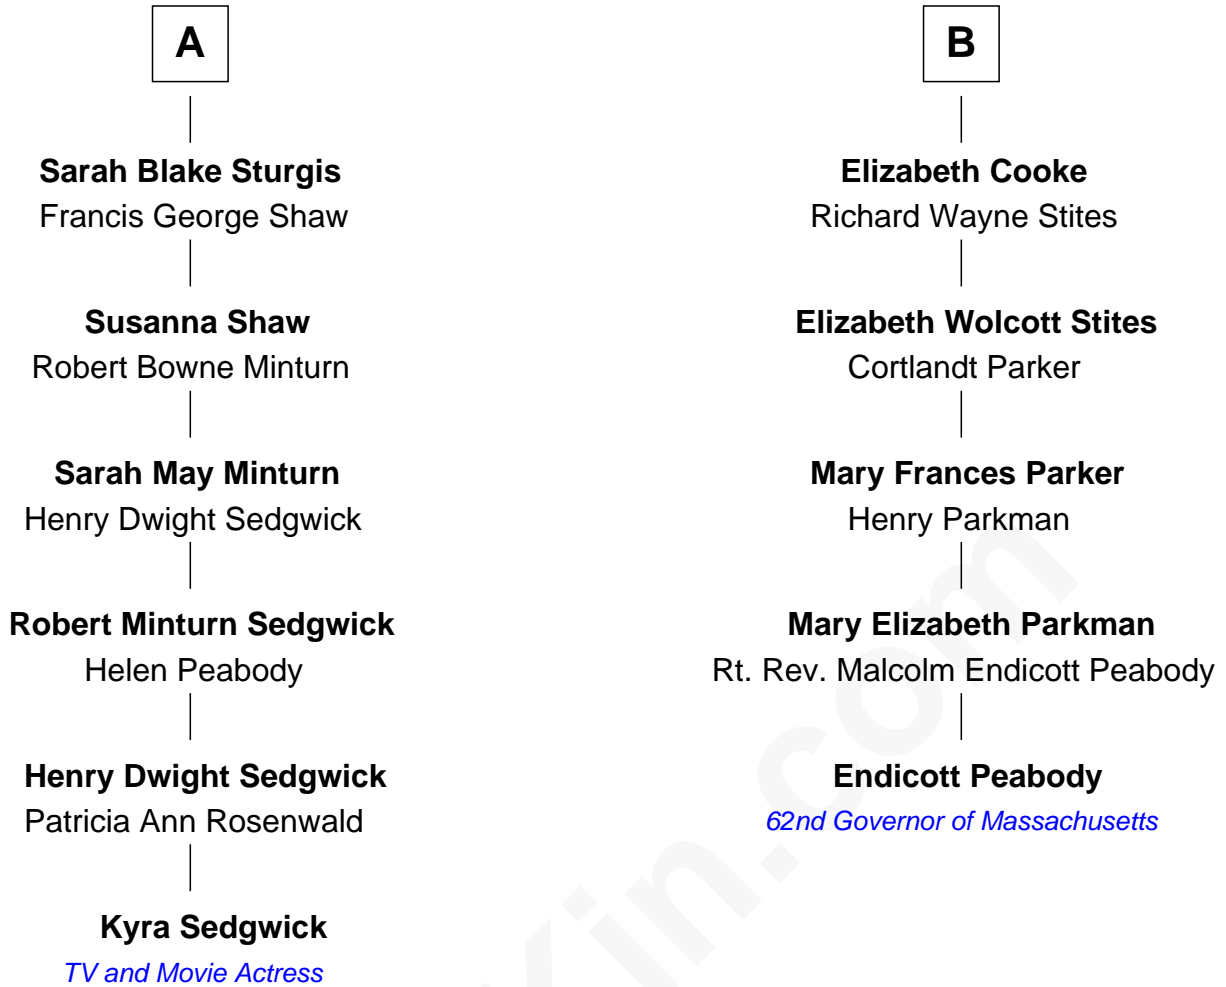 A
Sarah Blake Sturgis
Francis George Shaw
Susanna Shaw
Robert Bowne Minturn
Sarah May Minturn
Henry Dwight Sedgwick
Robert Minturn Sedgwick
Helen Peabody
Henry Dwight Sedgwick
Patricia Ann Rosenwald
Kyra Sedgwick
TV and Movie Actress
B
Elizabeth Cooke
Richard Wayne Stites
Elizabeth Wolcott Stites
Cortlandt Parker
Mary Frances Parker
Henry Parkman
Mary Elizabeth Parkman
Rt. Rev. Malcolm Endicott Peabody
Endicott Peabody
62nd Governor of Massachusetts
Kin.com